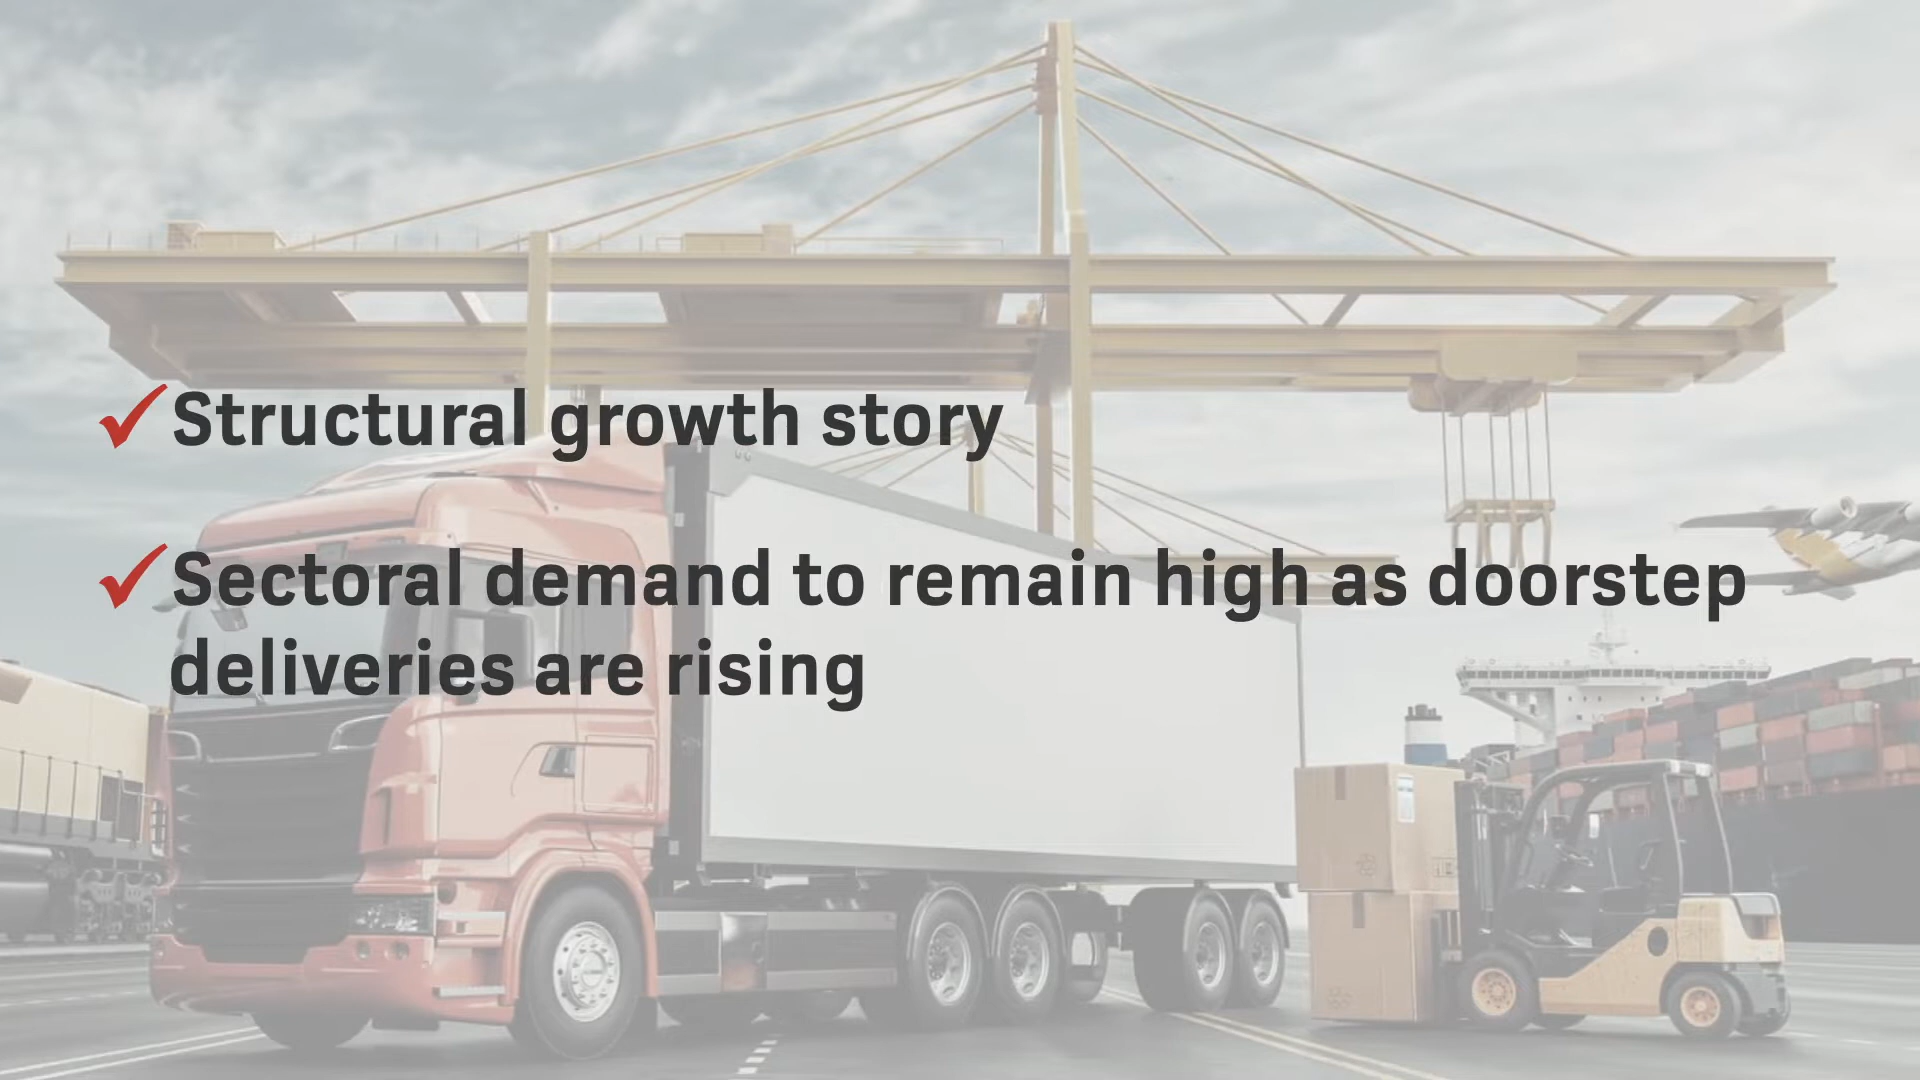 Structural growth story
Sectoral demand to remain high as doorstep
deliveries are rising